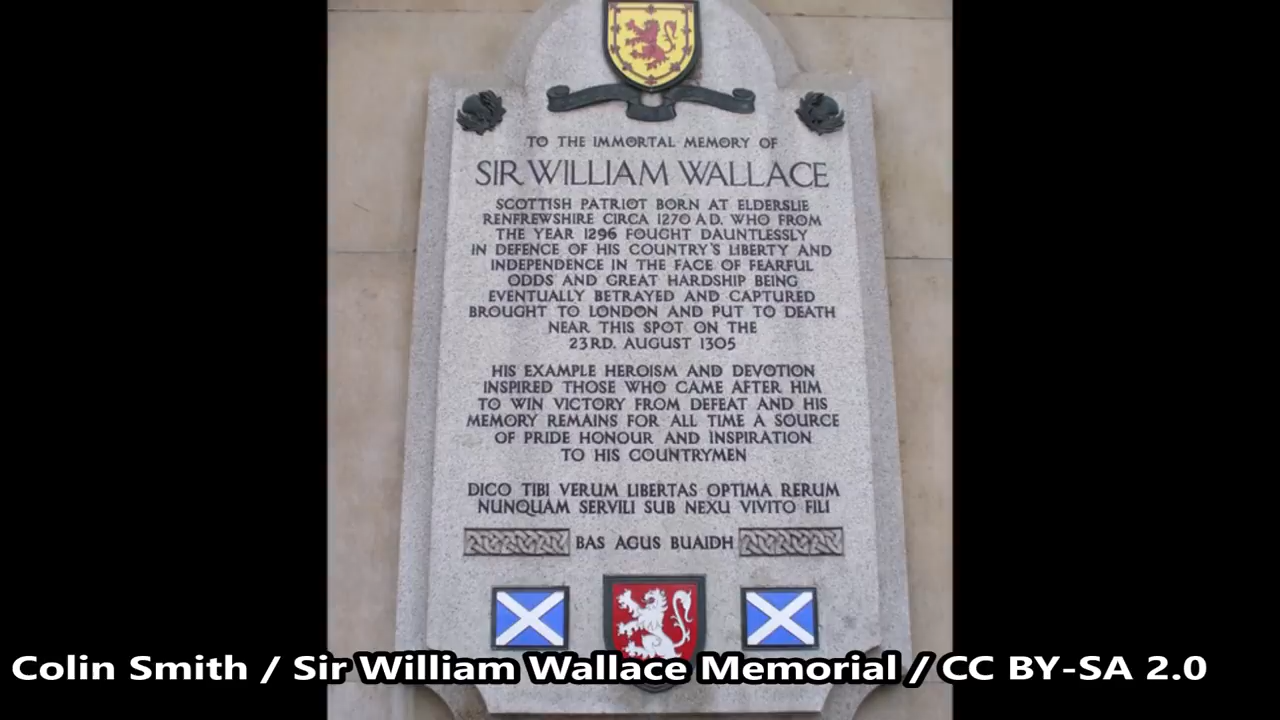 TO THE IMMORTAL MEMORY OF
SIR WILLIAM WALLACE
SCOTTISH PATRIOT BORN AT ELDERSLIE
RENFREWSHIRE CIRCA 1270 A.D. WHO FROM
THE YEAR 1296 FOUGHT DAUNTLESSLY
IN DEFENCE OF HIS COUNTRY'S LIBERTY AND
INDEPENDENCE IN THE FACE OF FEARFUL
ODDS AND GREAT HARDSHIP BEING
EVENTUALLY BETRAYED AND CAPTURED
BROUGHT TO LONDON AND PUT TO DEATH
NEAR THIS SPOT ON THE
23RD. AUGUST 1305
HIS EXAMPLE HEROISM AND DEVOTION
INSPIRED THOSE WHO CAME AFTER HIM
TO WIN VICTORY FROM DEFEAT AND HIS
MEMORY REMAINS FOR ALL TIME A SOURCE
OF PRIDE HONOUR AND INSPIRATION
TO HIS COUNTRYMEN
DICO TIBI VERUM LIBERTAS OPTIMA RERUM
NUNQUAM SERVILI SUB NEXU VIVITO FILI
BAS AGUS BUAIDH
Colin Smith / Sir William Wallace Memorial / CC BY-SA 2.0